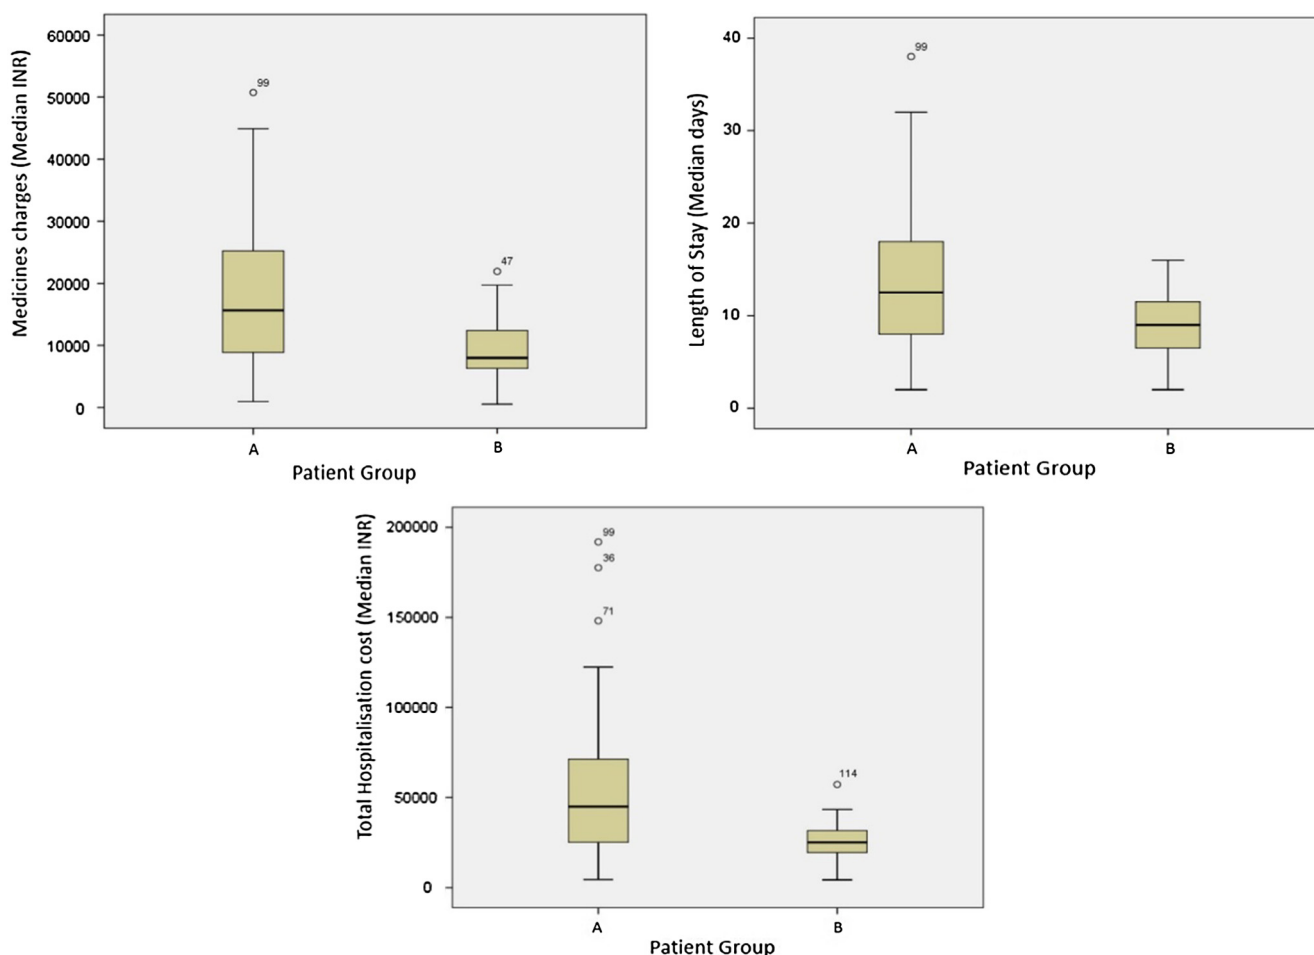 Medicines charges (Median INR)
60000
50000
40000
30000
20000
10000
0
99
47
A
B
Patient Group
Length of Stay (Median days)
40
30
20
10
0
99
A
B
Patient Group
Total Hospitalisation cost (Median INR)
200000
150000
100000
50000
0
99
36
71
114
A
B
Patient Group